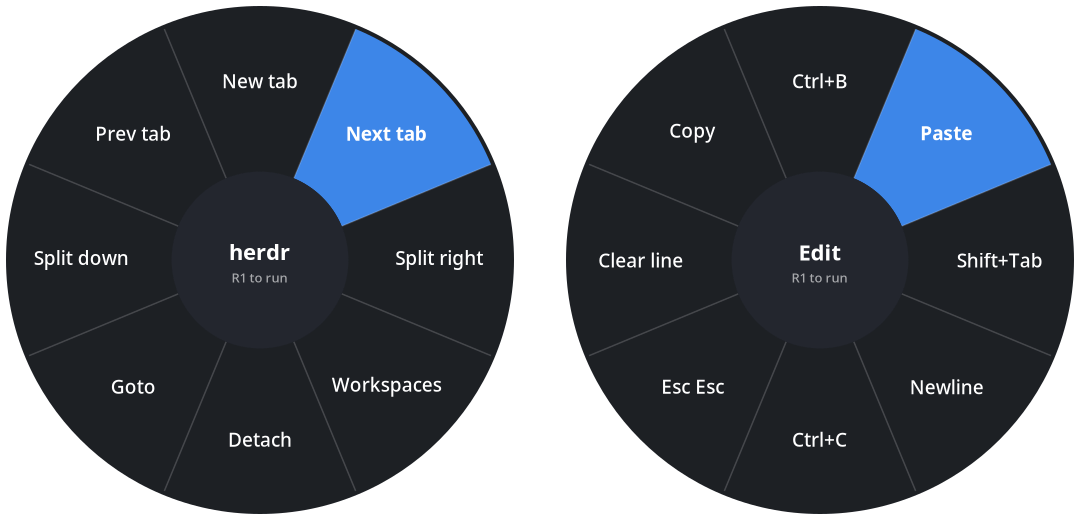 New tab
Next tab
Split right
Workspaces
Detach
Goto
Split down
Prev tab
herdr
R1 to run
Ctrl+B
Paste
Shift+Tab
Newline
Ctrl+C
Esc Esc
Clear line
Copy
Edit
R1 to run